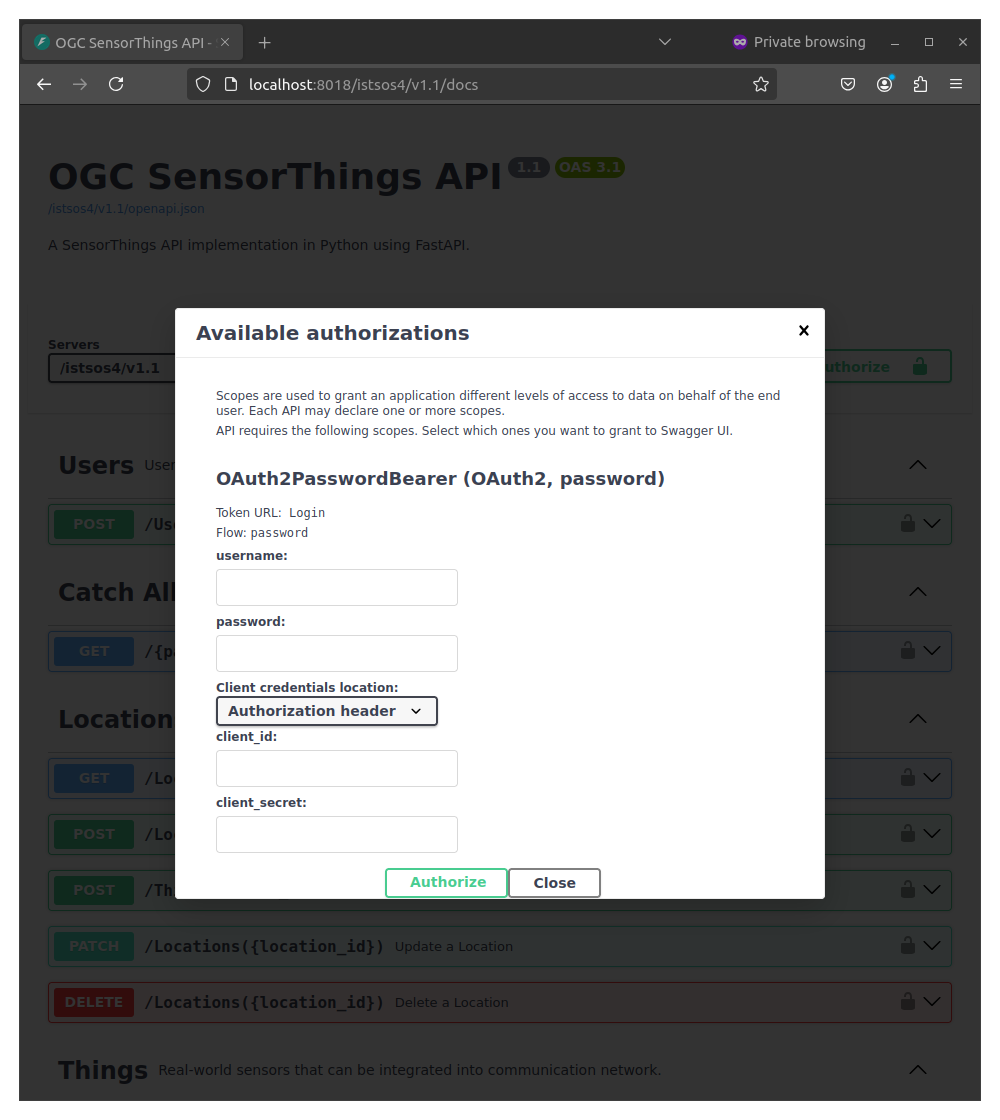 OGC SensorThings API -
Private browsing
localhost:8018/istsos4/v1.1/docs
OGC SensorThings API 1.1 OAS 3.1
/istsos4/v1.1/openapi.json
A SensorThings API implementation in Python using FastAPI.
Available authorizations
Servers
/istsos4/v1.1
uthorize
Scopes are used to grant an application different levels of access to data on behalf of the end
user. Each API may declare one or more scopes.
API requires the following scopes. Select which ones you want to grant to Swagger UI.
Users User
OAuth2PasswordBearer (OAuth2, password)
Token URL: Login
POST /Us
Flow: password
username:
Catch All
password:
GET /{p
Client credentials location:
Authorization header
Location
client_id:
GET /Lo
client_secret:
POST /Lo
Authorize Close
POST /Th
PATCH /Locations({location_id}) Update a Location
DELETE /Locations({location_id}) Delete a Location
Things Real-world sensors that can be integrated into communication network.